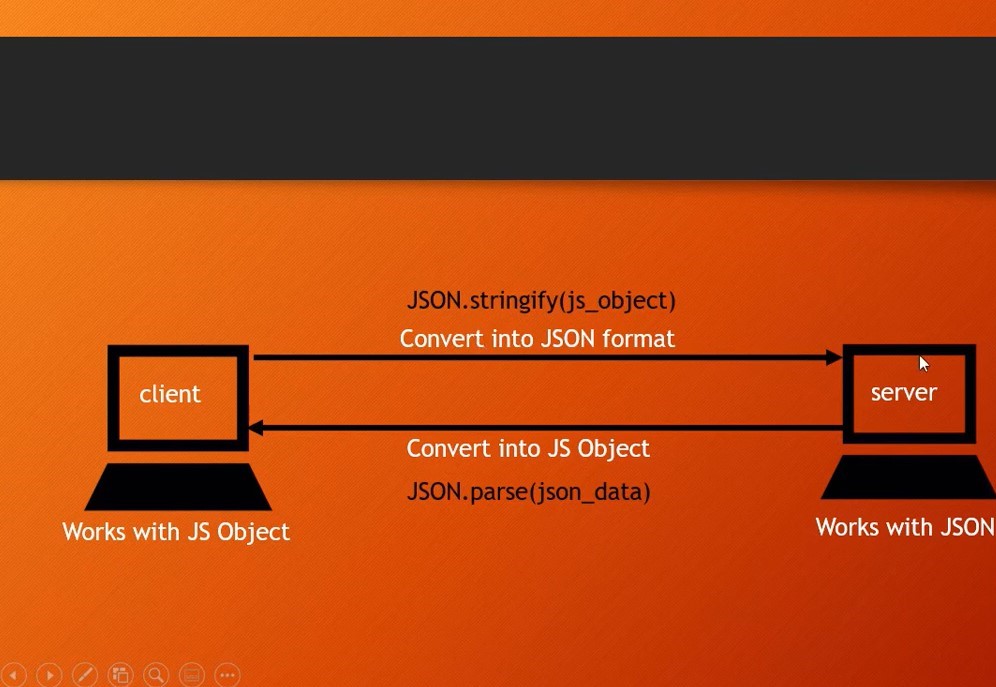 JSON.stringify(js_object)
Convert into JSON format
client
server
Convert into JS Object
JSON.parse(json_data)
Works with JS Object
Works with JSON